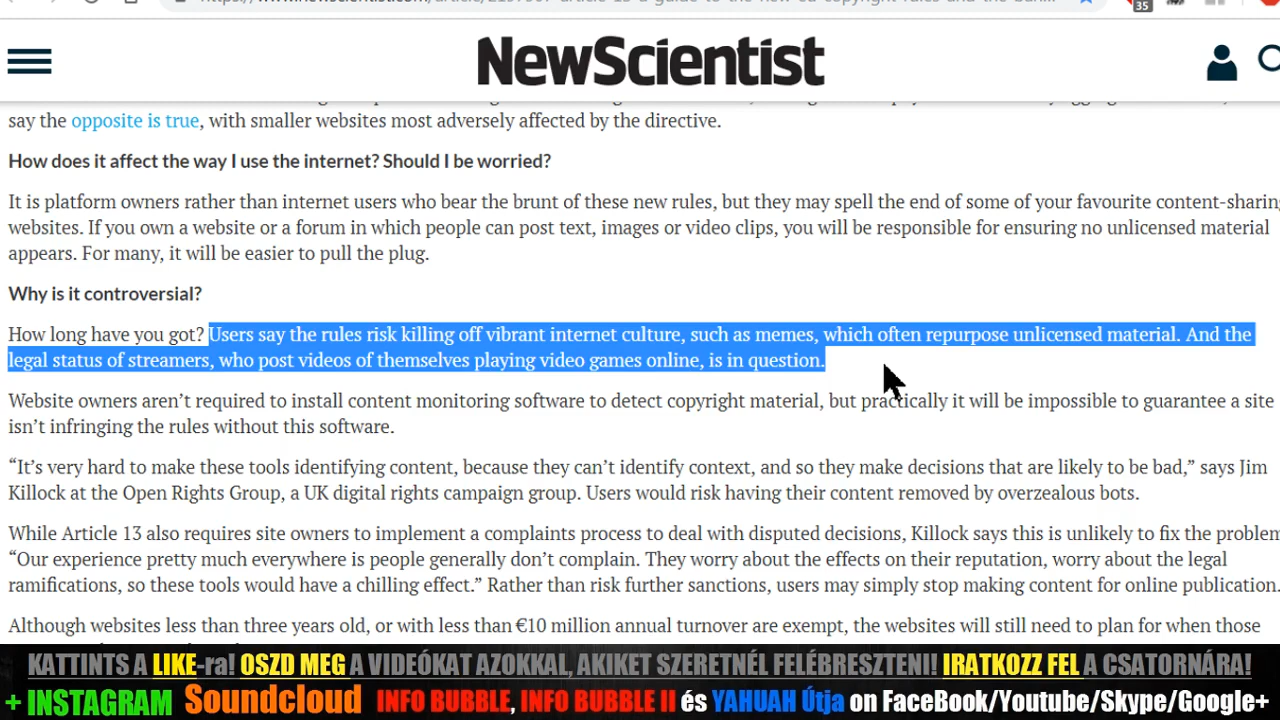 35
NewScientist
say the opposite is true, with smaller websites most adversely affected by the directive.
How does it affect the way I use the internet? Should I be worried?
It is platform owners rather than internet users who bear the brunt of these new rules, but they may spell the end of some of your favourite content-sharing
websites. If you own a website or a forum in which people can post text, images or video clips, you will be responsible for ensuring no unlicensed material
appears. For many, it will be easier to pull the plug.
Why is it controversial?
How long have you got? Users say the rules risk killing off vibrant internet culture, such as memes, which often repurpose unlicensed material. And the
legal status of streamers, who post videos of themselves playing video games online, is in question.
Website owners aren’t required to install content monitoring software to detect copyright material, but practically it will be impossible to guarantee a site
isn’t infringing the rules without this software.
“It’s very hard to make these tools identifying content, because they can’t identify context, and so they make decisions that are likely to be bad,” says Jim
Killock at the Open Rights Group, a UK digital rights campaign group. Users would risk having their content removed by overzealous bots.
While Article 13 also requires site owners to implement a complaints process to deal with disputed decisions, Killock says this is unlikely to fix the problem.
“Our experience pretty much everywhere is people generally don’t complain. They worry about the effects on their reputation, worry about the legal
ramifications, so these tools would have a chilling effect.” Rather than risk further sanctions, users may simply stop making content for online publication.
Although websites less than three years old, or with less than €10 million annual turnover are exempt, the websites will still need to plan for when those
KATTINTS A LIKE-ra! OSZD MEG A VIDEÓKAT AZOKKAL, AKIKET SZERETNÉL FELÉBRESZTENI! IRATKOZZ FEL A CSATORNÁRA!
+ INSTAGRAM Soundcloud INFO BUBBLE, INFO BUBBLE II és YAHUAH Útja on FaceBook/Youtube/Skype/Google+